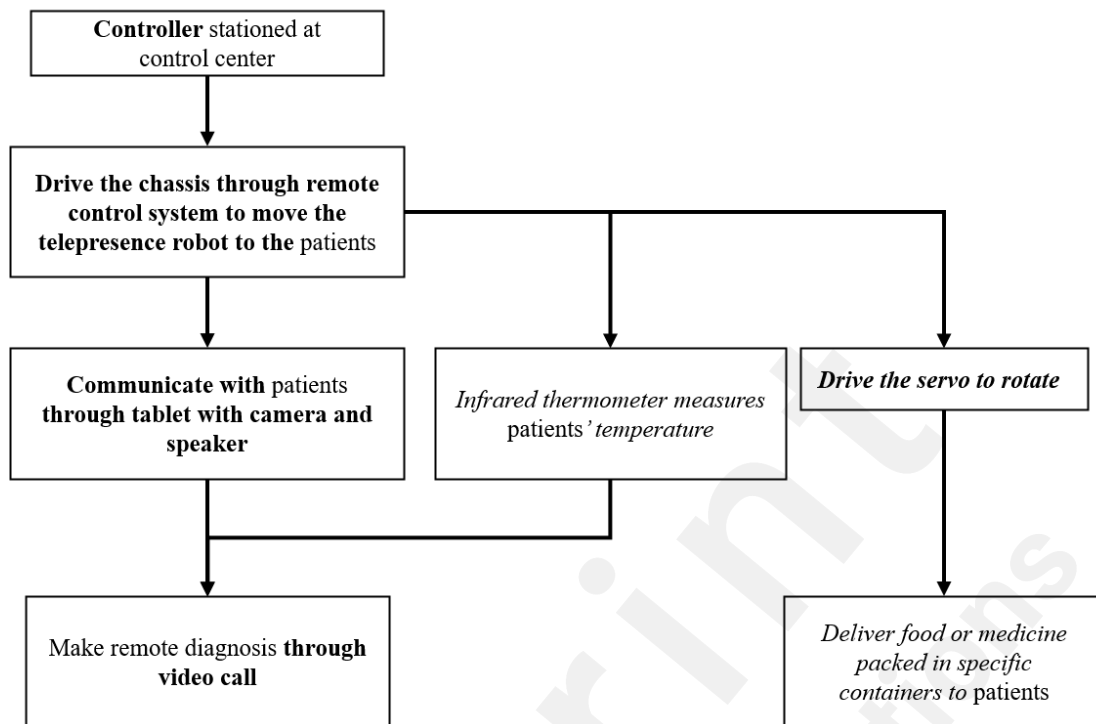 Controller stationed at
control center
Drive the chassis through remote
control system to move the
telepresence robot to the patients
Communicate with patients
through tablet with camera and
speaker
Infrared thermometer measures
patients' temperature
Drive the servo to rotate
Make remote diagnosis through
video call
Deliver food or medicine
packed in specific
containers to patients